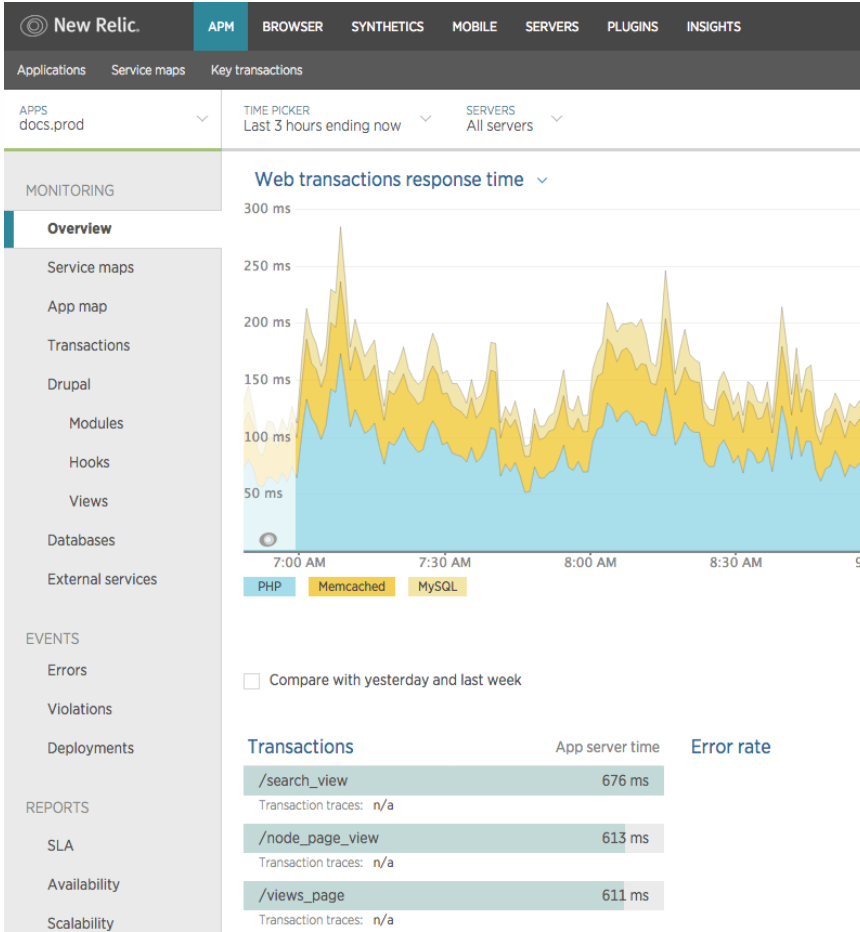 New Relic.
APM BROWSER SYNTHETICS MOBILE SERVERS PLUGINS INSIGHTS
Applications Service maps Key transactions
APPS
docs.prod
TIME PICKER
Last 3 hours ending now
SERVERS
All servers
MONITORING
Overview
Service maps
App map
Transactions
Drupal
Modules
Hooks
Views
Databases
External services
EVENTS
Errors
Violations
Deployments
REPORTS
SLA
Availability
Scalability
Web transactions response time
300 ms
250 ms
200 ms
150 ms
100 ms
50 ms
7:00 AM 7:30 AM 8:00 AM 8:30 AM 9
PHP Memcached MySQL
Compare with yesterday and last week
Transactions App server time
/search_view 676 ms
Transaction traces: n/a
/node_page_view 613 ms
Transaction traces: n/a
/views_page 611 ms
Transaction traces: n/a
Error rate